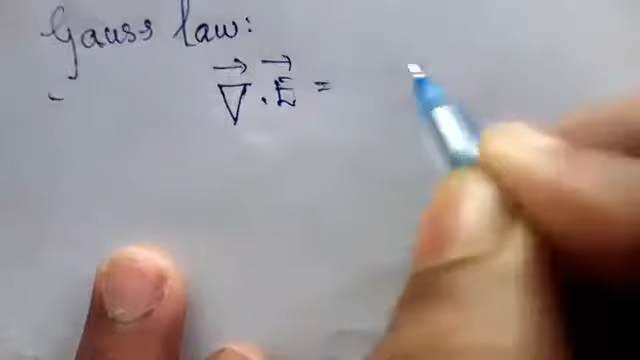 Gauss law:
- ∇⃗ . E⃗ =